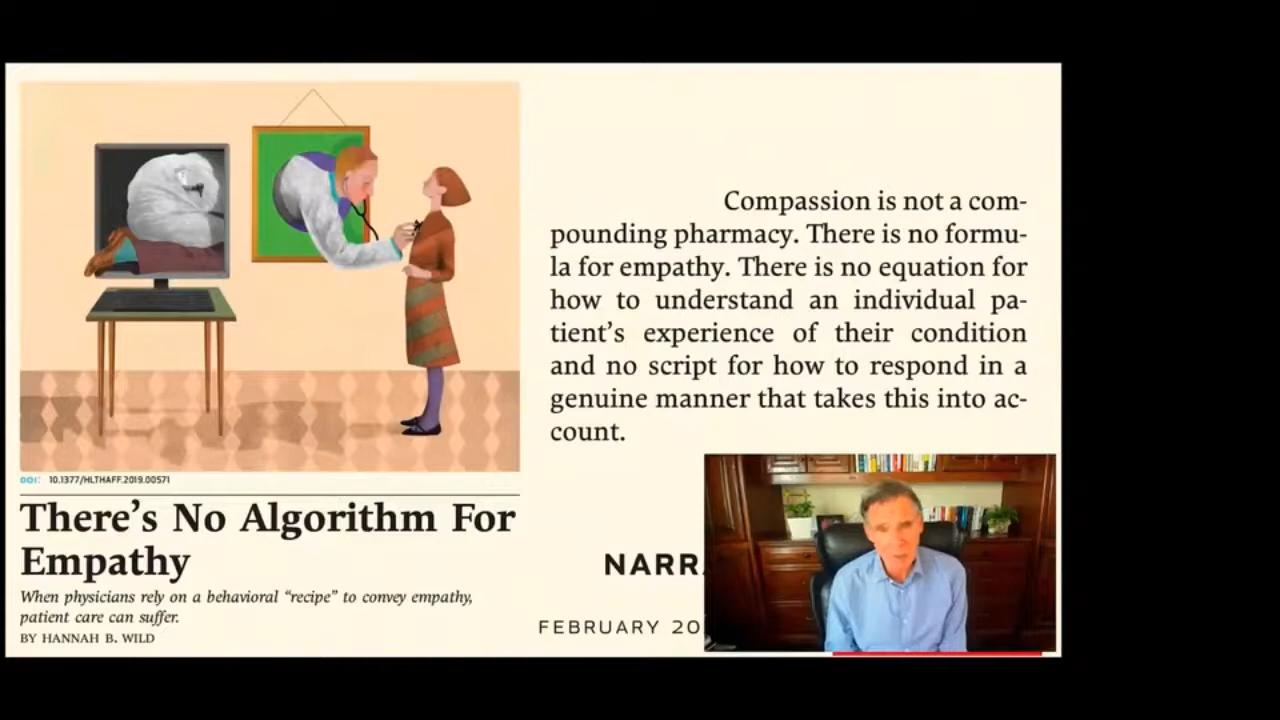 DOI: 10.1377/HLTHAFF.2019.00571
There's No Algorithm For
Empathy
When physicians rely on a behavioral “recipe” to convey empathy,
patient care can suffer.
BY HANNAH B. WILD
Compassion is not a com-
pounding pharmacy. There is no formu-
la for empathy. There is no equation for
how to understand an individual pa-
tient's experience of their condition
and no script for how to respond in a
genuine manner that takes this into ac-
count.
NARR
FEBRUARY 20